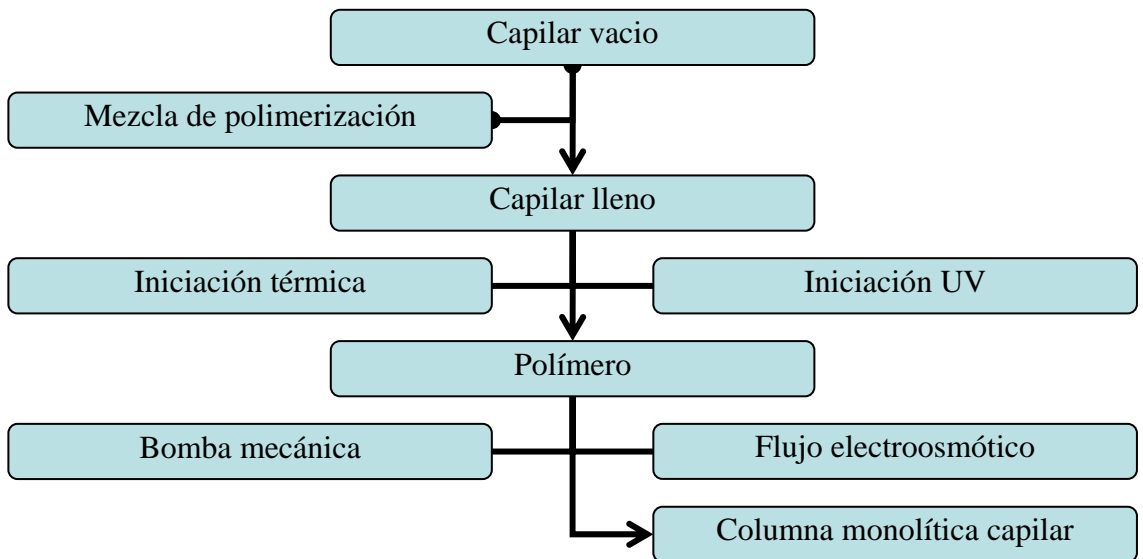 Capilar vacio
Mezcla de polimerización
Capilar lleno
Iniciación térmica
Iniciación UV
Polímero
Bomba mecánica
Flujo electroosmótico
Columna monolítica capilar